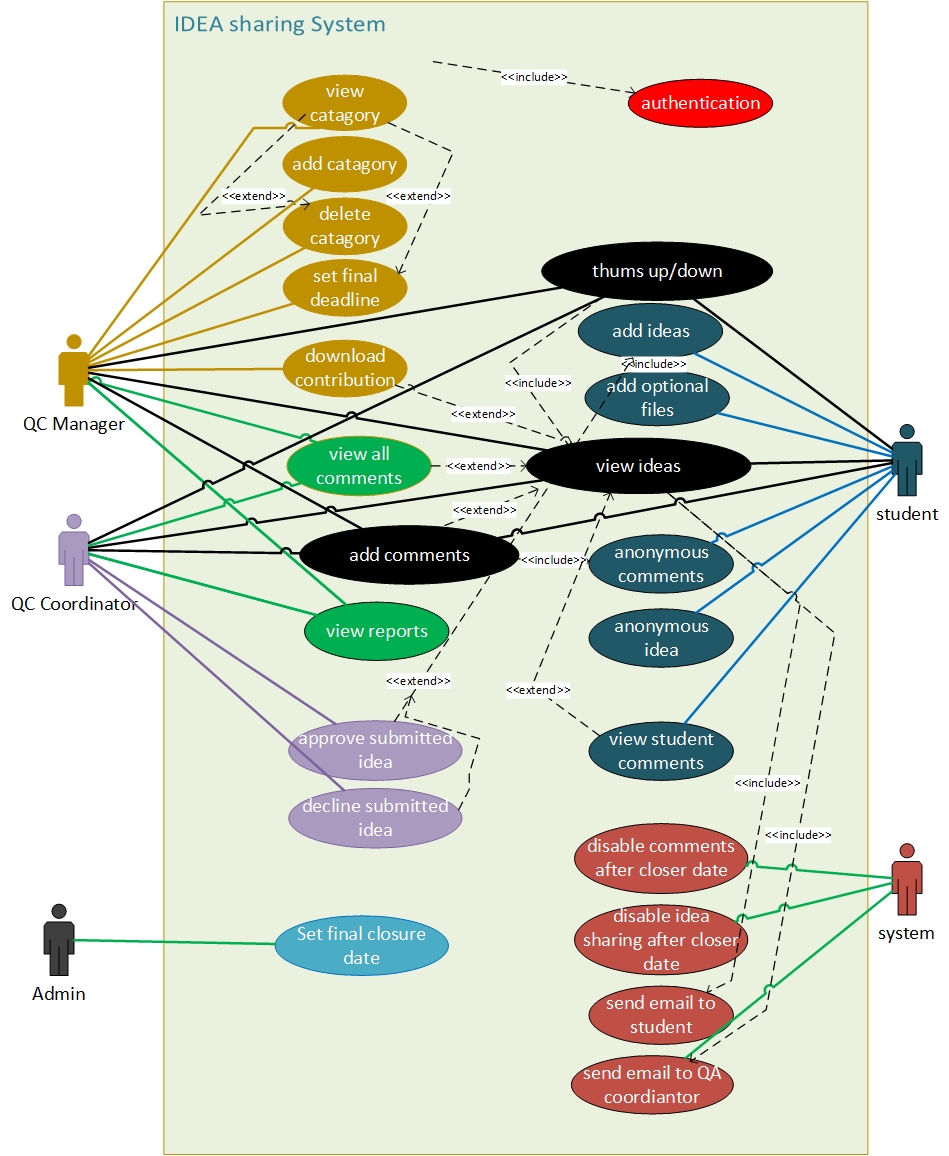 IDEA sharing System
view
catagory
<<include>>
authentication
add catagory
<<extend>>
<<extend>>
delete
catagory
set final
deadline
thums up/down
add ideas
download
contribution
<<include>>
<<include>>
add optional
files
QC Manager
<<extend>>
view all
comments
<<extend>>
view ideas
student
<<extend>>
add comments
<<include>>
anonymous
comments
QC Coordinator
view reports
anonymous
idea
<<extend>>
<<extend>>
approve submitted
idea
view student
comments
<<include>>
decline submitted
idea
<<include>>
disable comments
after closer date
disable idea
sharing after closer
date
system
Set final closure
date
Admin
send email to
student
send email to QA
coordiantor